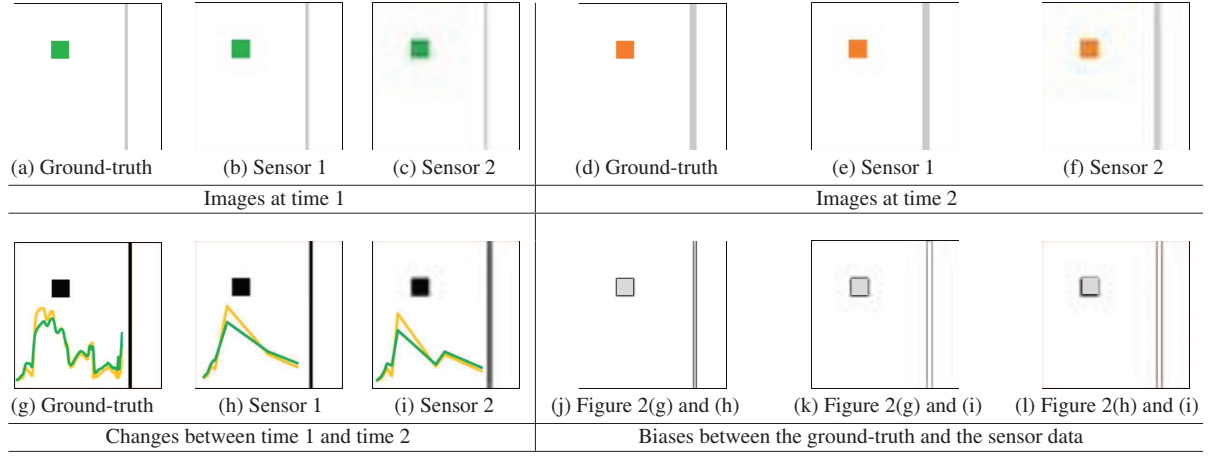 (a) Ground-truth (b) Sensor 1 (c) Sensor 2 (d) Ground-truth (e) Sensor 1 (f) Sensor 2
Images at time 1 Images at time 2
(g) Ground-truth (h) Sensor 1 (i) Sensor 2 (j) Figure 2(g) and (h) (k) Figure 2(g) and (i) (l) Figure 2(h) and (i)
Changes between time 1 and time 2 Biases between the ground-truth and the sensor data